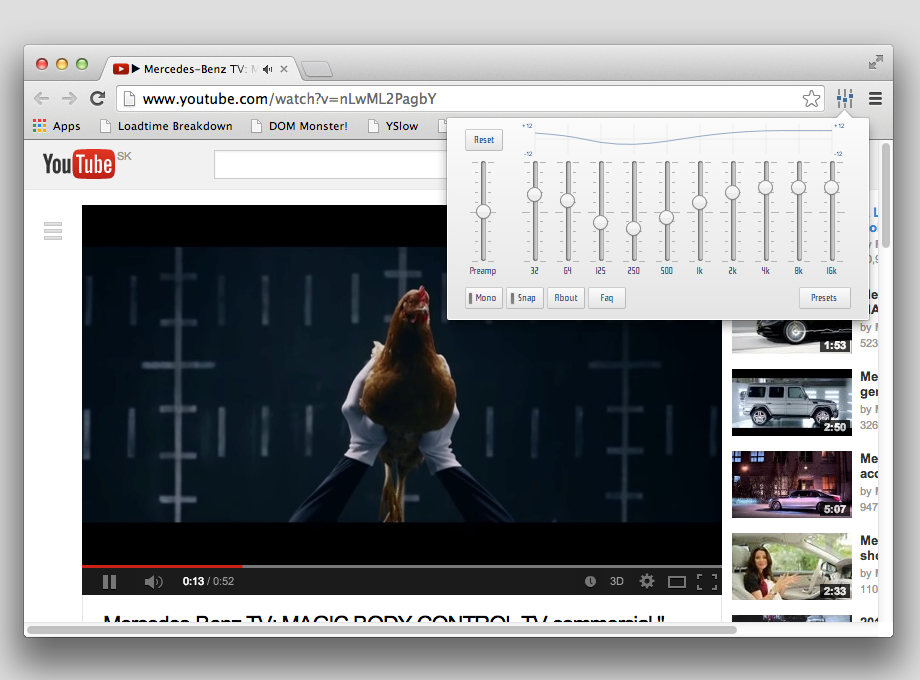 Mercedes-Benz TV: M
www.youtube.com/watch?v=nLwML2PagbY
Apps Loadtime Breakdown DOM Monster! YSlow
YouTube SK
Reset
+12 +12
-12 -12
Preamp 32 64 125 250 500 1k 2k 4k 8k 16k
Mono Snap About Faq Presets
by M
1:53 523
Me
ger
by M
2:50 326
Me
acc
by M
5:07 947
Me
sho
by M
2:33 110
201
0:13 / 0:52 3D
Mercedes-Benz TV: MAGIC BODY CONTROL TV commercial "